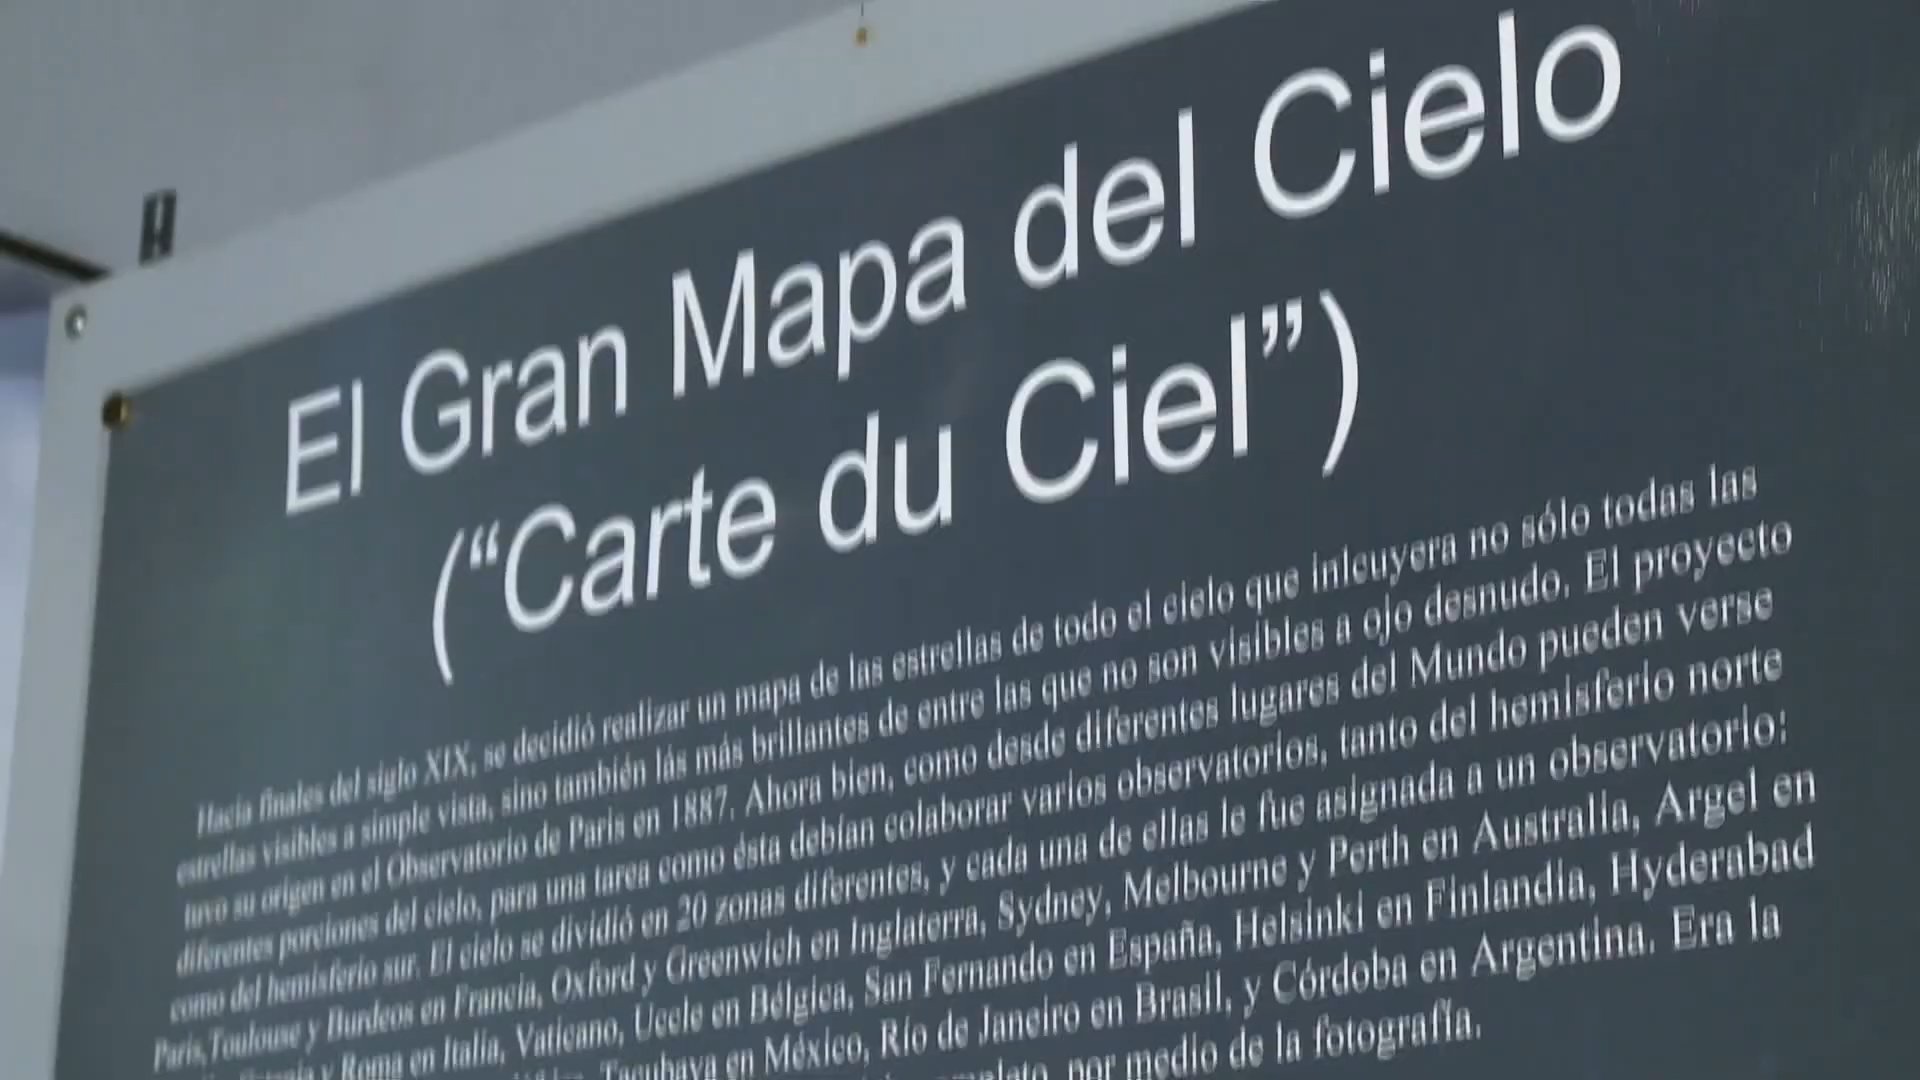 El Gran Mapa del Cielo
(“Carte du Ciel”)
Hacia finales del siglo XIX, se decidió realizar un mapa de las estrellas de todo el cielo que inlcuyera no sólo todas las
estrellas visibles a simple vista, sino también lás más brillantes de entre las que no son visibles a ojo desnudo. El proyecto
tuvo su origen en el Observatorio de Paris en 1887. Ahora bien, como desde diferentes lugares del Mundo pueden verse
diferentes porciones del cielo, para una tarea como ésta debían colaborar varios observatorios, tanto del hemisferio norte
como del hemisferio sur. El cielo se dividió en 20 zonas diferentes, y cada una de ellas le fue asignada a un observatorio:
Paris, Toulouse y Burdeos en Francia, Oxford y Greenwich en Inglaterra, Sydney, Melbourne y Perth en Australia, Argel en
y Roma en Italia, Vaticano, Uccle en Bélgica, San Fernando en España, Helsinki en Finlandia, Hyderabad
Tacubaya en México, Río de Janeiro en Brasil, y Córdoba en Argentina. Era la
por medio de la fotografía.